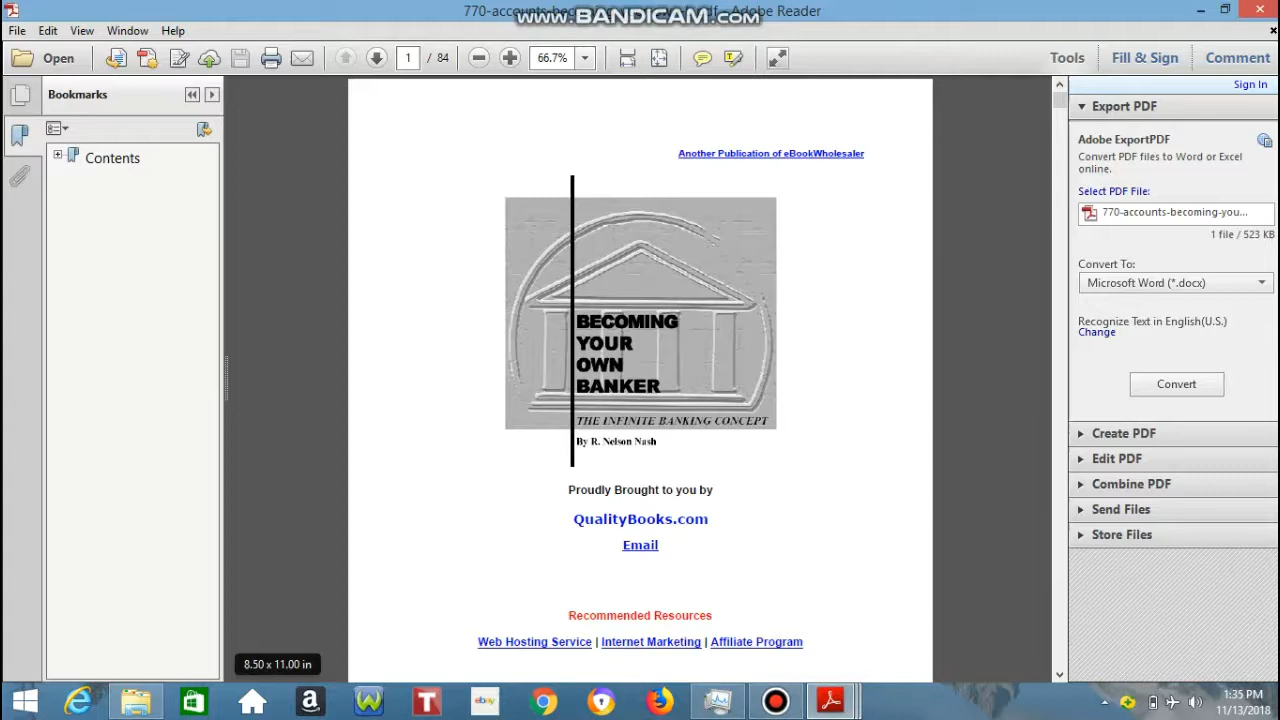 770-accounts-bec
df - Adobe Reader
www.BANDICAM.com
File Edit View Window Help
Open 1 / 84 66.7% Tools Fill & Sign Comment
Sign In
Bookmarks
Contents
Another Publication of eBookWholesaler
BECOMING
YOUR
OWN
BANKER
THE INFINITE BANKING CONCEPT
By R. Nelson Nash
Proudly Brought to you by
QualityBooks.com
Email
Recommended Resources
Web Hosting Service | Internet Marketing | Affiliate Program
8.50 x 11.00 in
Export PDF
Adobe ExportPDF
Convert PDF files to Word or Excel
online.
Select PDF File:
770-accounts-becoming-you...
1 file / 523 KB
Convert To:
Microsoft Word (*.docx)
Recognize Text in English(U.S.)
Change
Convert
Create PDF
Edit PDF
Combine PDF
Send Files
Store Files
a
W
T
ebay
1:35 PM
11/13/2018